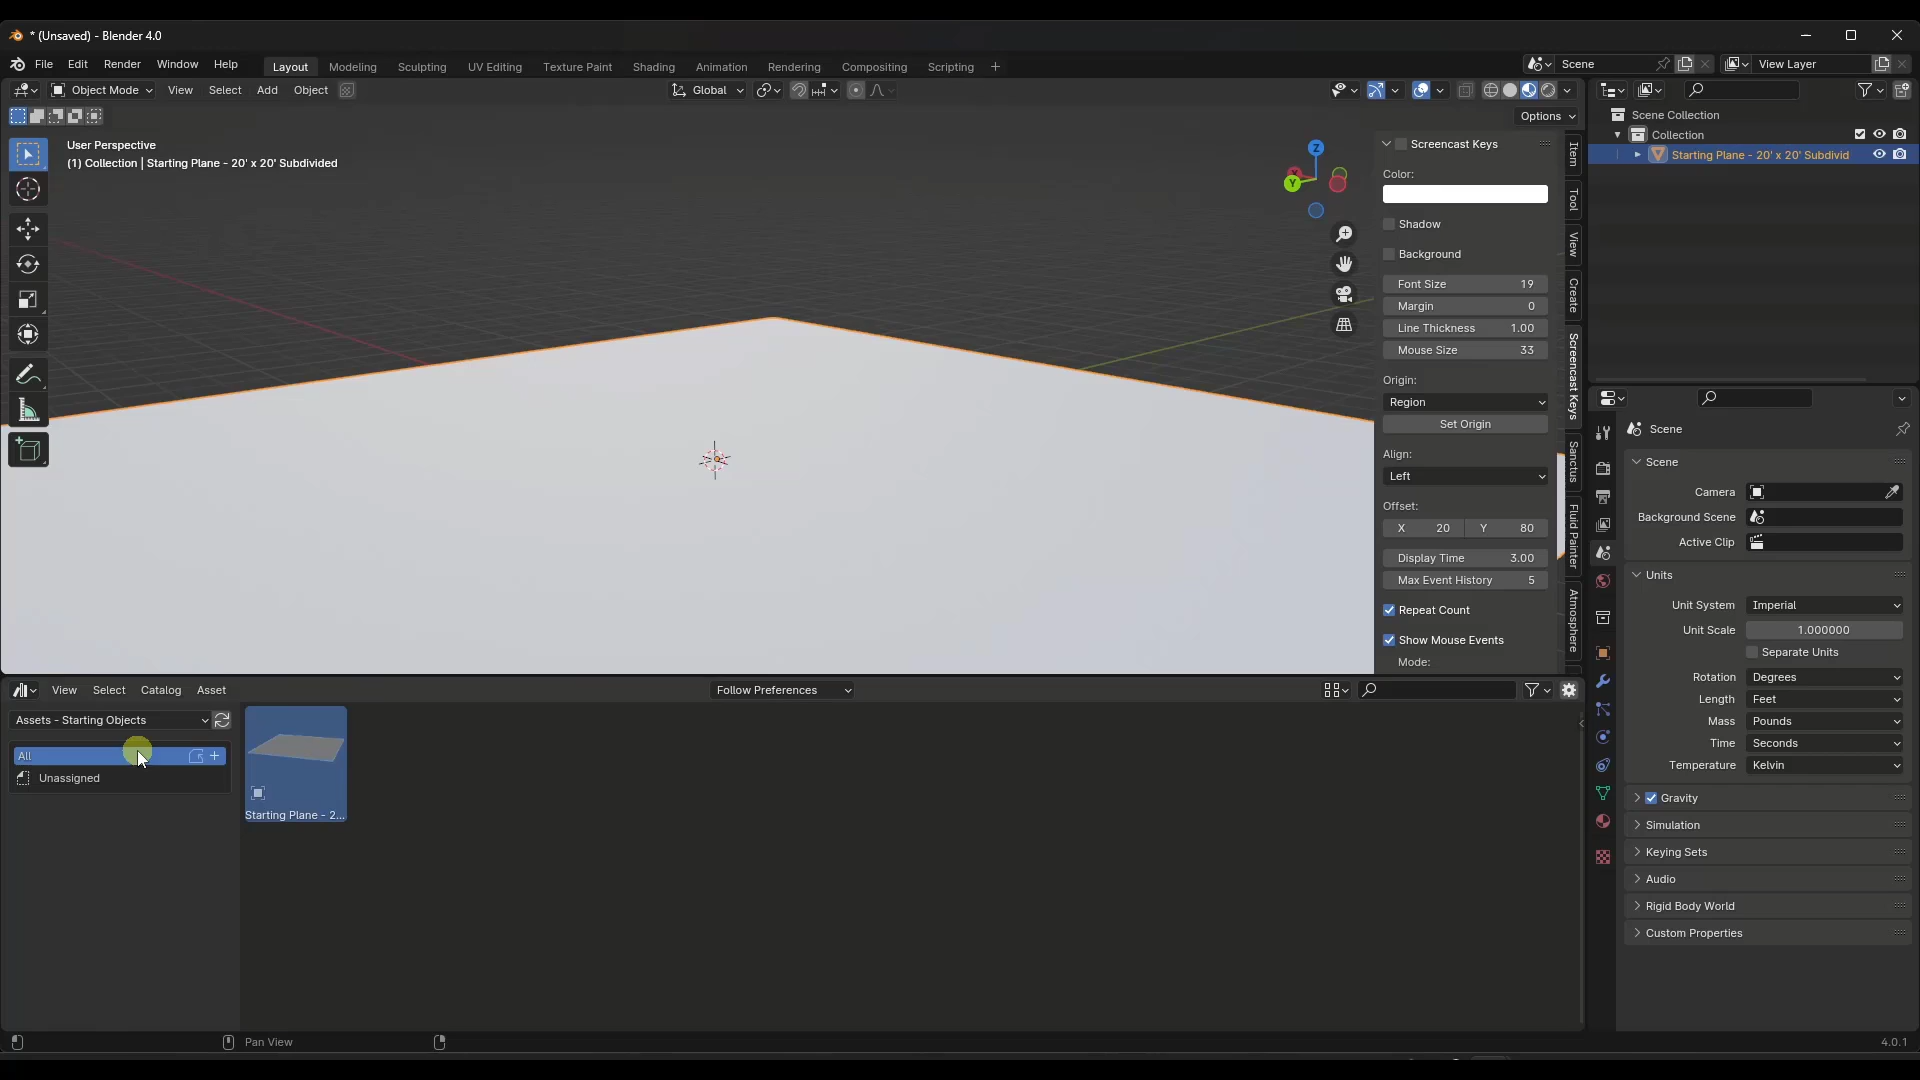 * (Unsaved) - Blender 4.0
File Edit Render Window Help Layout Modeling Sculpting UV Editing Texture Paint Shading Animation Rendering Compositing Scripting
Scene
View Layer
Object Mode View Select Add Object
Global
Options
User Perspective
(1) Collection | Starting Plane - 20' x 20' Subdivided
Z
Y
Screencast Keys
Color:
Shadow
Background
Font Size 19
Margin 0
Line Thickness 1.00
Mouse Size 33
Origin:
Region
Set Origin
Align:
Left
Offset:
X 20 Y 80
Display Time 3.00
Max Event History 5
Repeat Count
Show Mouse Events
Mode:
Item
Tool
View
Create
Screencast Keys
Sanctus
Fluid Painter
Atmosphere
Scene Collection
Collection
Starting Plane - 20' x 20' Subdivid
Scene
Scene
Camera
Background Scene
Active Clip
Units
Unit System Imperial
Unit Scale 1.000000
Separate Units
Rotation Degrees
Length Feet
Mass Pounds
Time Seconds
Temperature Kelvin
Gravity
Simulation
Keying Sets
Audio
Rigid Body World
Custom Properties
View Select Catalog Asset
Follow Preferences
Assets - Starting Objects
All
Unassigned
Starting Plane - 2...
Pan View
4.0.1